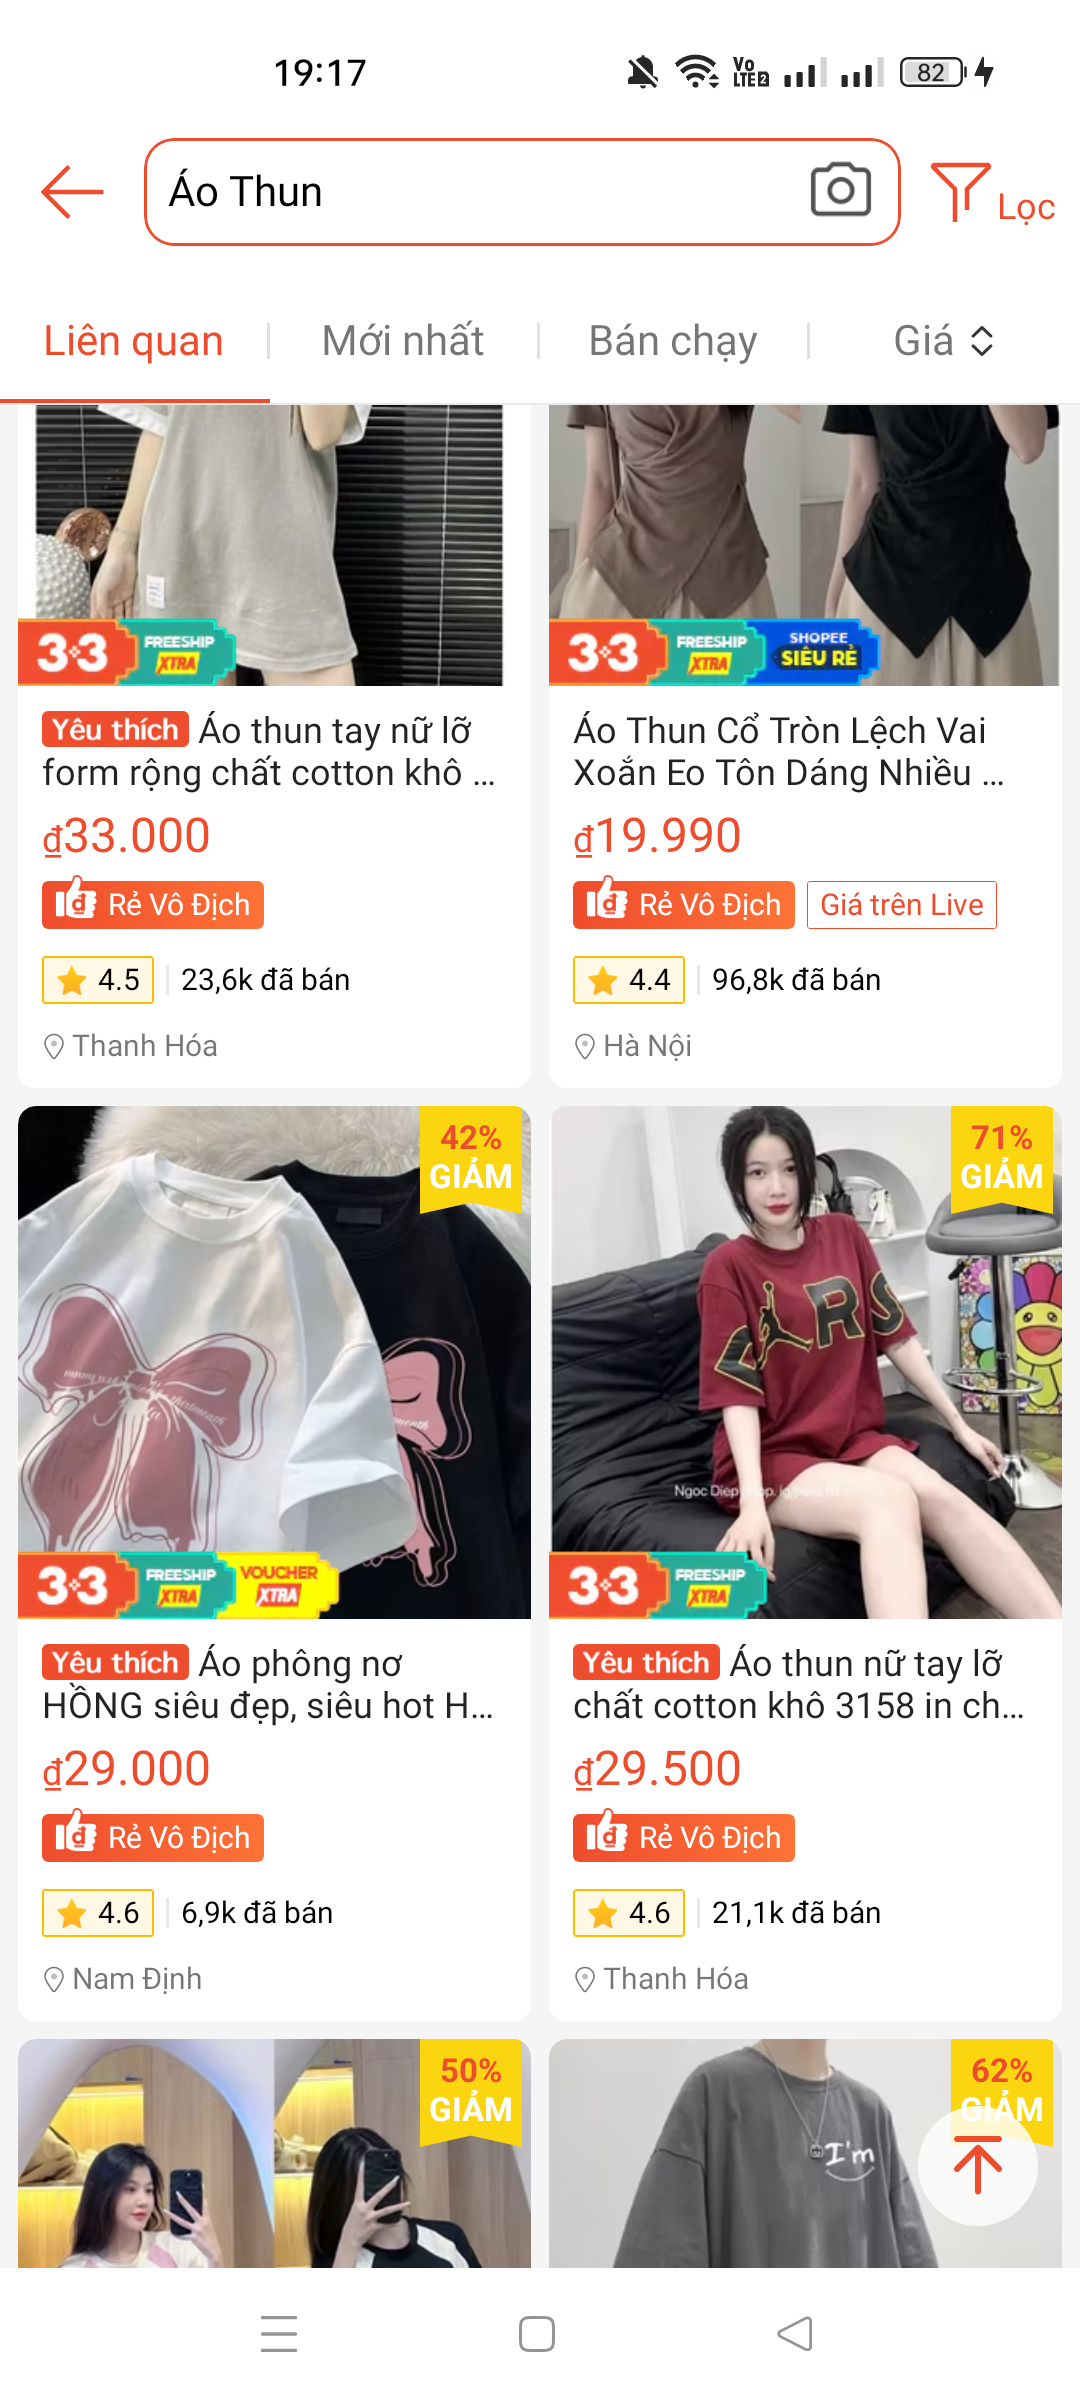 19:17
Vo
LTE2
82
Áo Thun
Lọc
Liên quan
Mới nhất
Bán chạy
Giá
3•3 FREESHIP XTRA
3•3 FREESHIP XTRA SHOPEE SIÊU RẺ
Yêu thích Áo thun tay nữ lỡ
form rộng chất cotton khô ...
₫33.000
Rẻ Vô Địch
4.5 23,6k đã bán
Thanh Hóa
Áo Thun Cổ Tròn Lệch Vai
Xoắn Eo Tôn Dáng Nhiều ...
₫19.990
Rẻ Vô Địch Giá trên Live
4.4 96,8k đã bán
Hà Nội
42%
GIẢM
3•3 FREESHIP XTRA VOUCHER XTRA
Yêu thích Áo phông nơ
HỒNG siêu đẹp, siêu hot H...
₫29.000
Rẻ Vô Địch
4.6 6,9k đã bán
Nam Định
71%
GIẢM
RS
Ngoc Diep
3•3 FREESHIP XTRA
Yêu thích Áo thun nữ tay lỡ
chất cotton khô 3158 in ch...
₫29.500
Rẻ Vô Địch
4.6 21,1k đã bán
Thanh Hóa
50%
GIẢM
62%
GIẢM
I'm